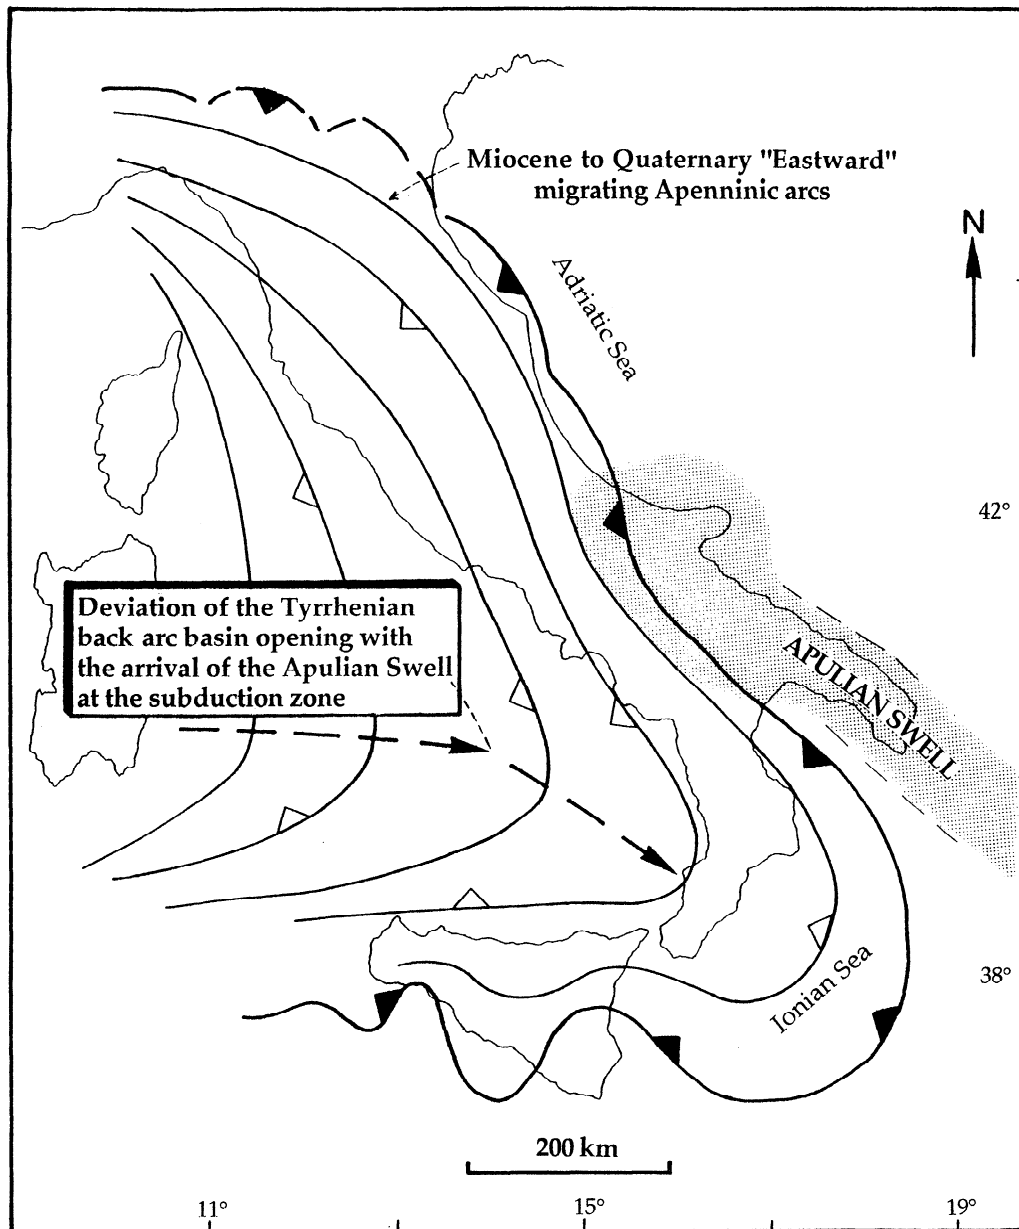 Miocene to Quaternary "Eastward"
migrating Apenninic arcs
N
Adriatic Sea
42°
Deviation of the Tyrrhenian
back arc basin opening with
the arrival of the Apulian Swell
at the subduction zone
APULIAN SWELL
38°
Ionian Sea
200 km
11°
15°
19°